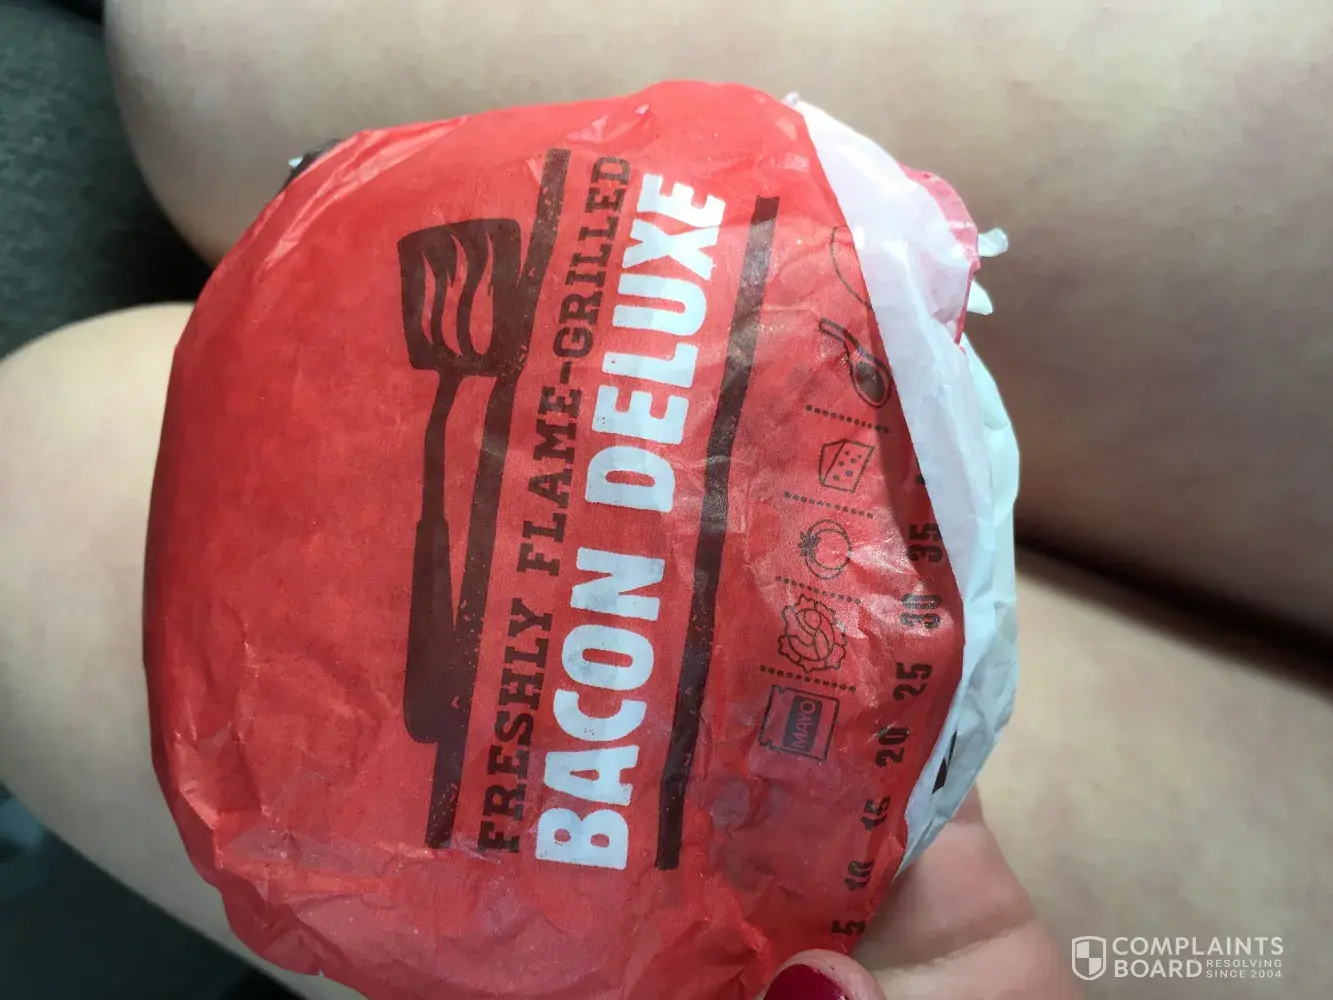 FRESHLY FLAME-GRILLED
BACON DELUXE
MAYO
5 10 15 20 25 30 35
COMPLAINTS
BOARD RESOLVING
SINCE 2004